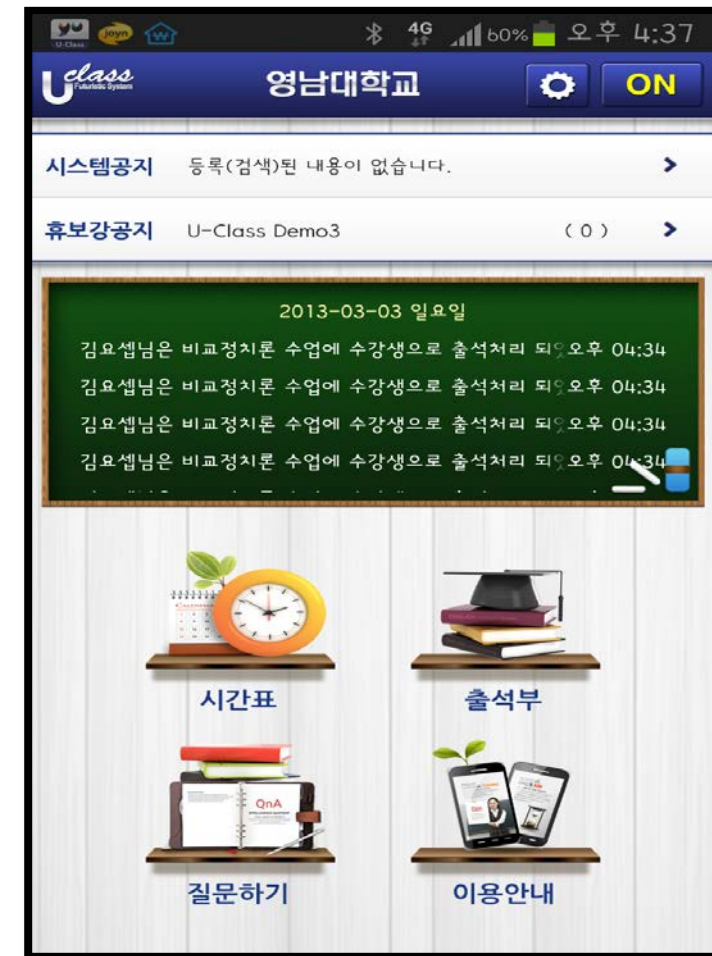 YU U-Class joyn W 4G 60% 오후 4:37
Uclass Futuristic System 영남대학교 ON
시스템공지 등록(검색)된 내용이 없습니다.
휴보강공지 U-Class Demo3 ( 0 )
2013-03-03 일요일
김요셉님은 비교정치론 수업에 수강생으로 출석처리 되 오후 04:34
김요셉님은 비교정치론 수업에 수강생으로 출석처리 되 오후 04:34
김요셉님은 비교정치론 수업에 수강생으로 출석처리 되 오후 04:34
김요셉님은 비교정치론 수업에 수강생으로 출석처리 되 오후 04:34
시간표 출석부
QnA
질문하기 이용안내